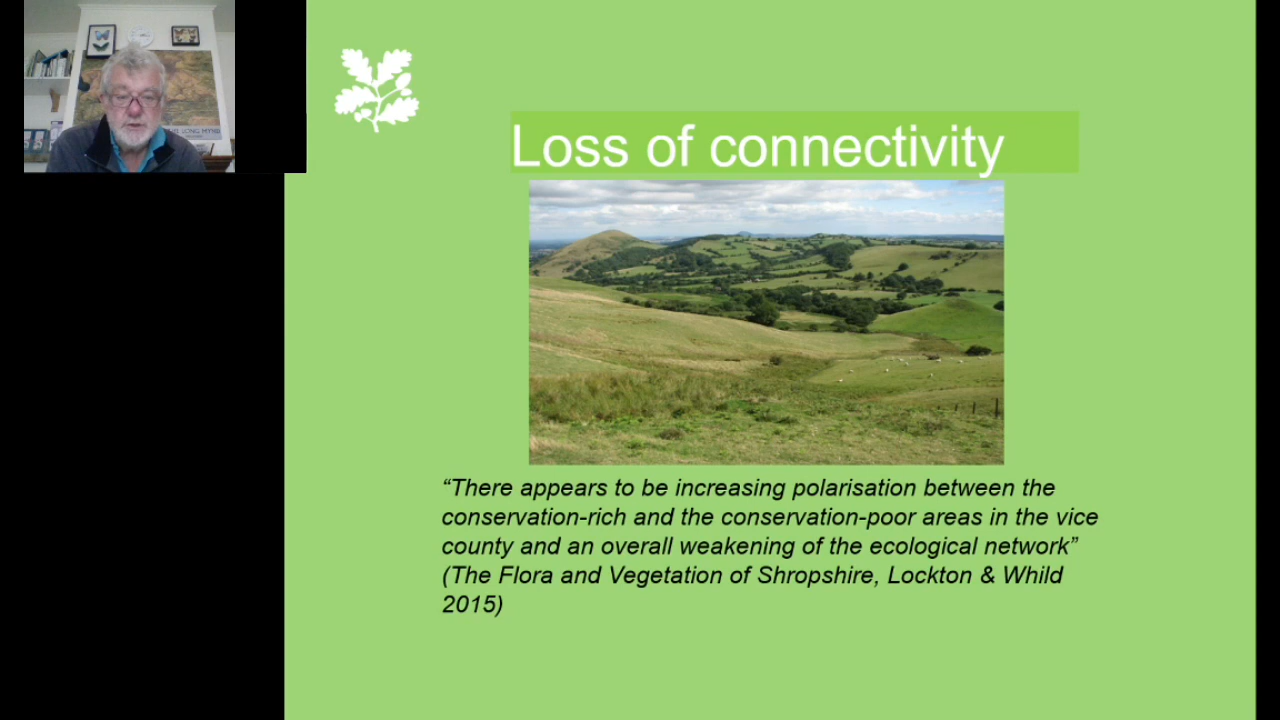 Loss of connectivity
“There appears to be increasing polarisation between the
conservation-rich and the conservation-poor areas in the vice
county and an overall weakening of the ecological network”
(The Flora and Vegetation of Shropshire, Lockton & Whild
2015)
LONG MYND